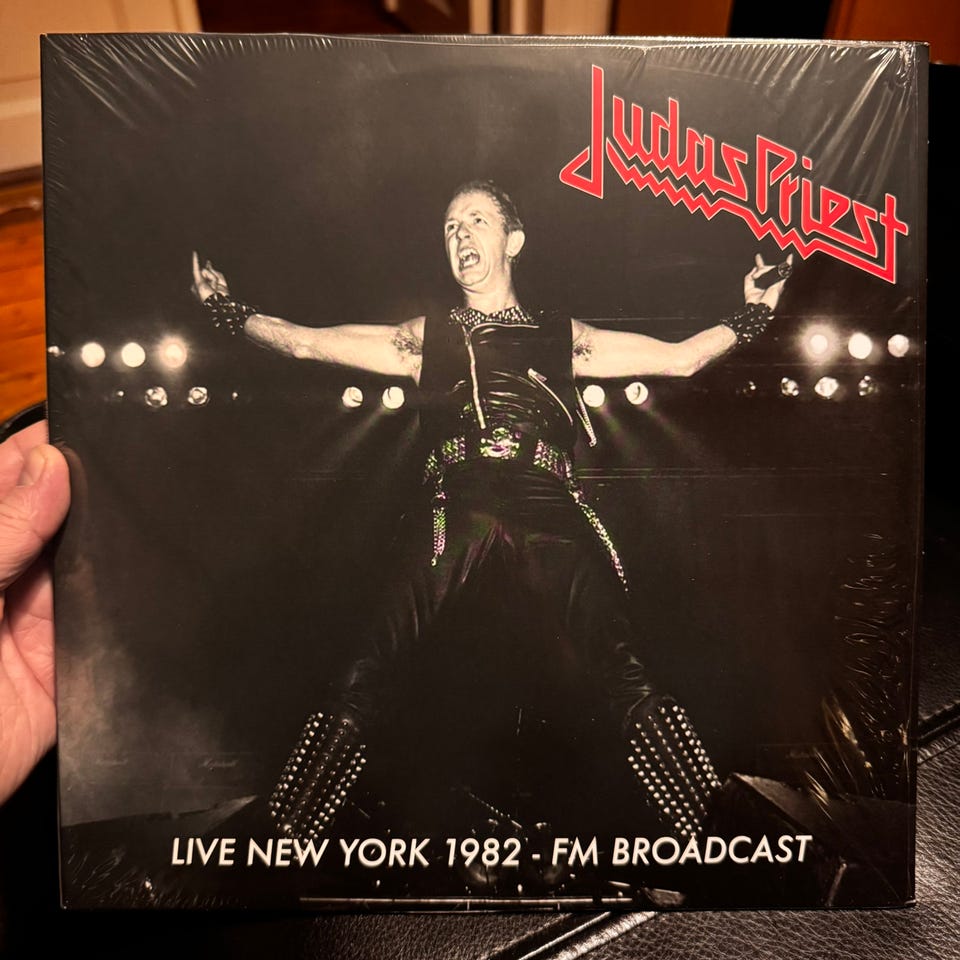 Judas Priest
LIVE NEW YORK 1982 - FM BROADCAST